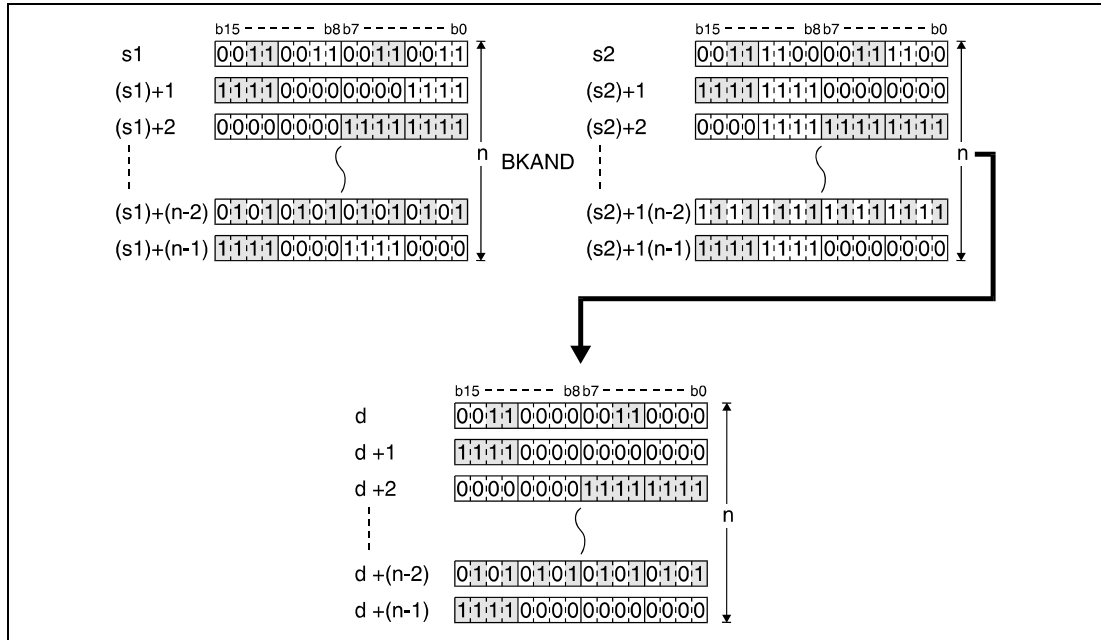 b15 b8 b7 b0
s1 0011001100110011
(s1)+1 1111000000001111
(s1)+2 0000000011111111
(s1)+(n-2) 0101010101010101
(s1)+(n-1) 1111000011110000
n
BKAND
b15 b8 b7 b0
s2 0011110000111100
(s2)+1 1111111100000000
(s2)+2 0000111111111111
(s2)+1(n-2) 1111111111111111
(s2)+1(n-1) 1111111100000000
n
b15 b8 b7 b0
d 0011000000110000
d +1 1111000000000000
d +2 0000000011111111
d +(n-2) 0101010101010101
d +(n-1) 1111000000000000
n